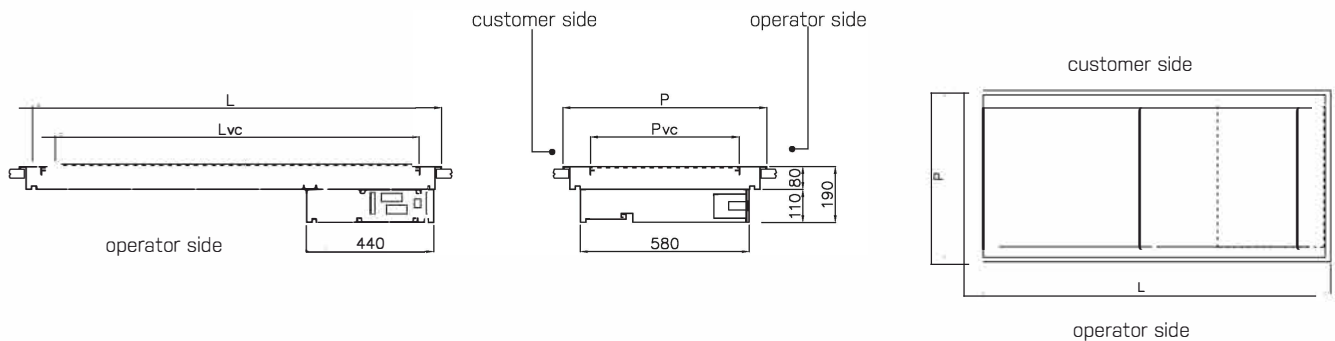 customer side
operator side
customer side
L
P
Lvc
Pvc
80
110
190
P
operator side
440
580
L
operator side